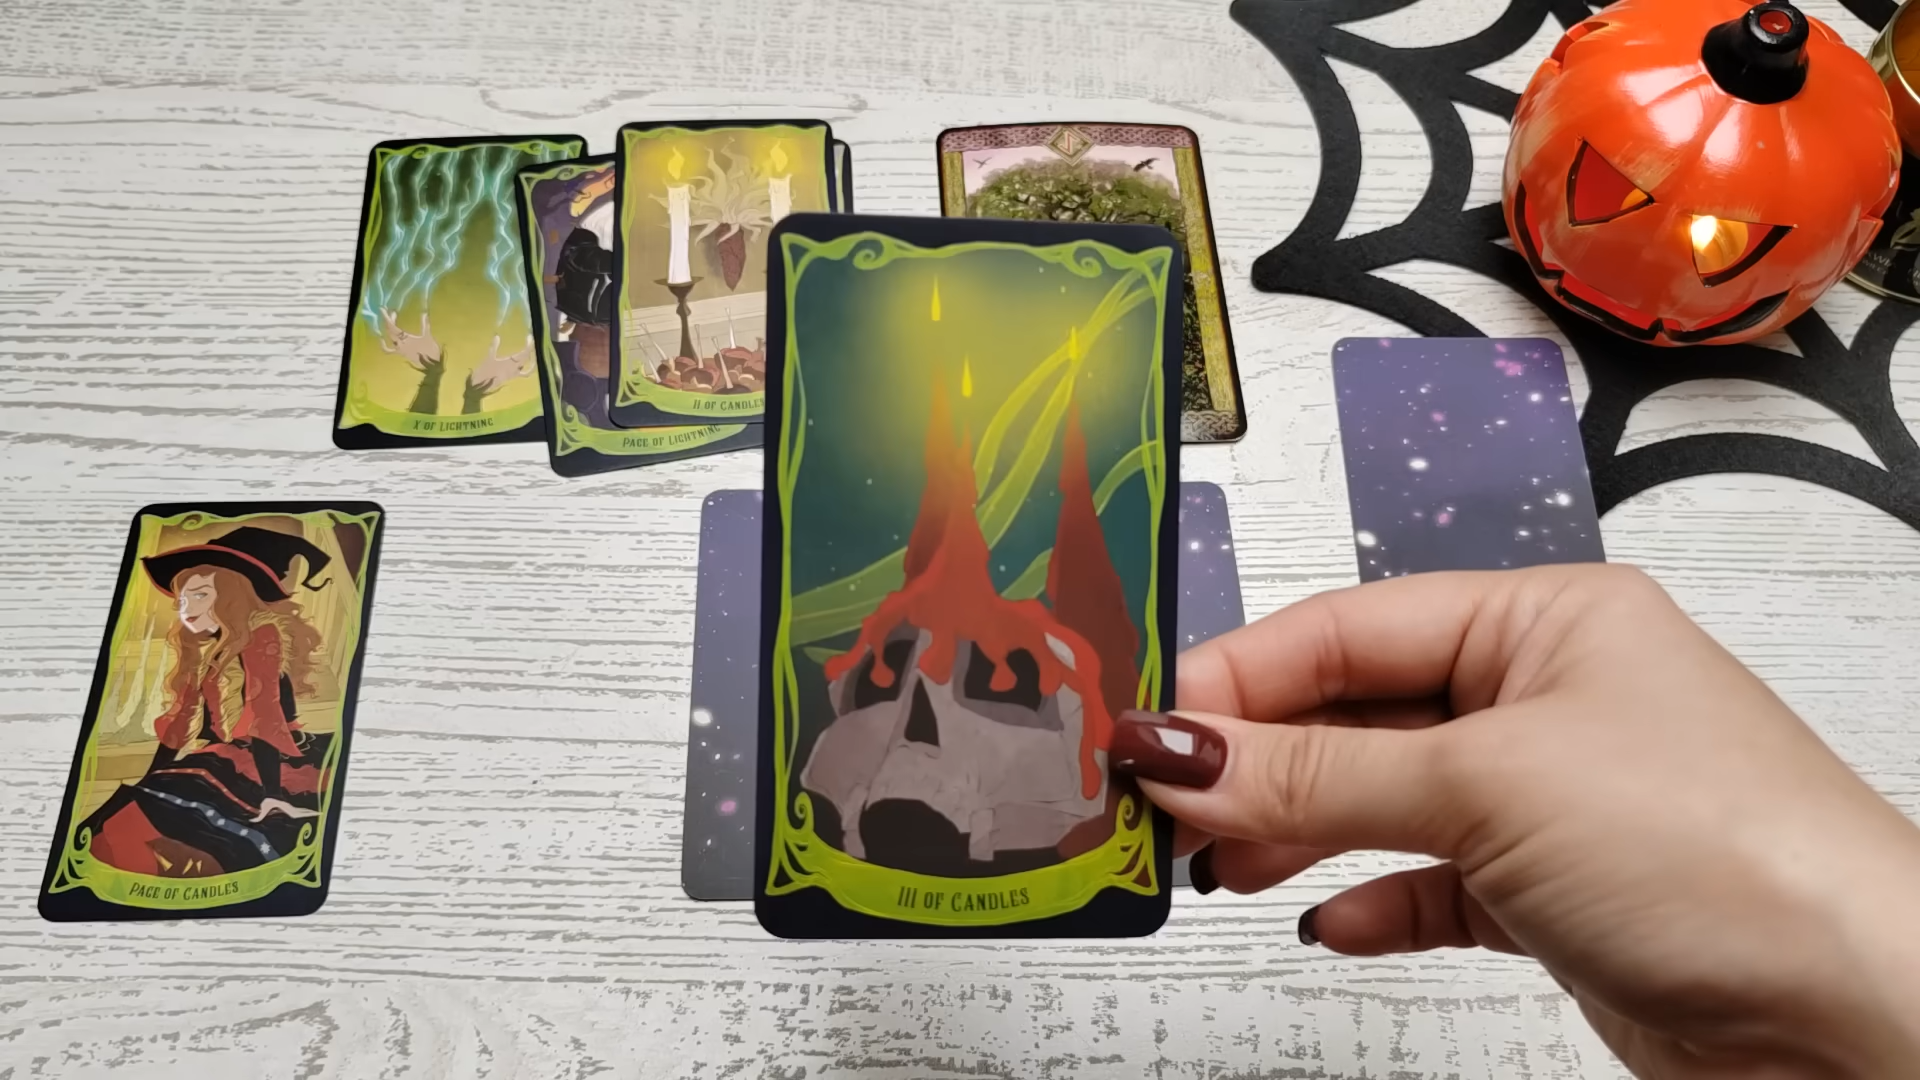 X OF LIGHTNING
PAGE OF LIGHTNING
II OF CANDLES
PAGE OF CANDLES
III OF CANDLES